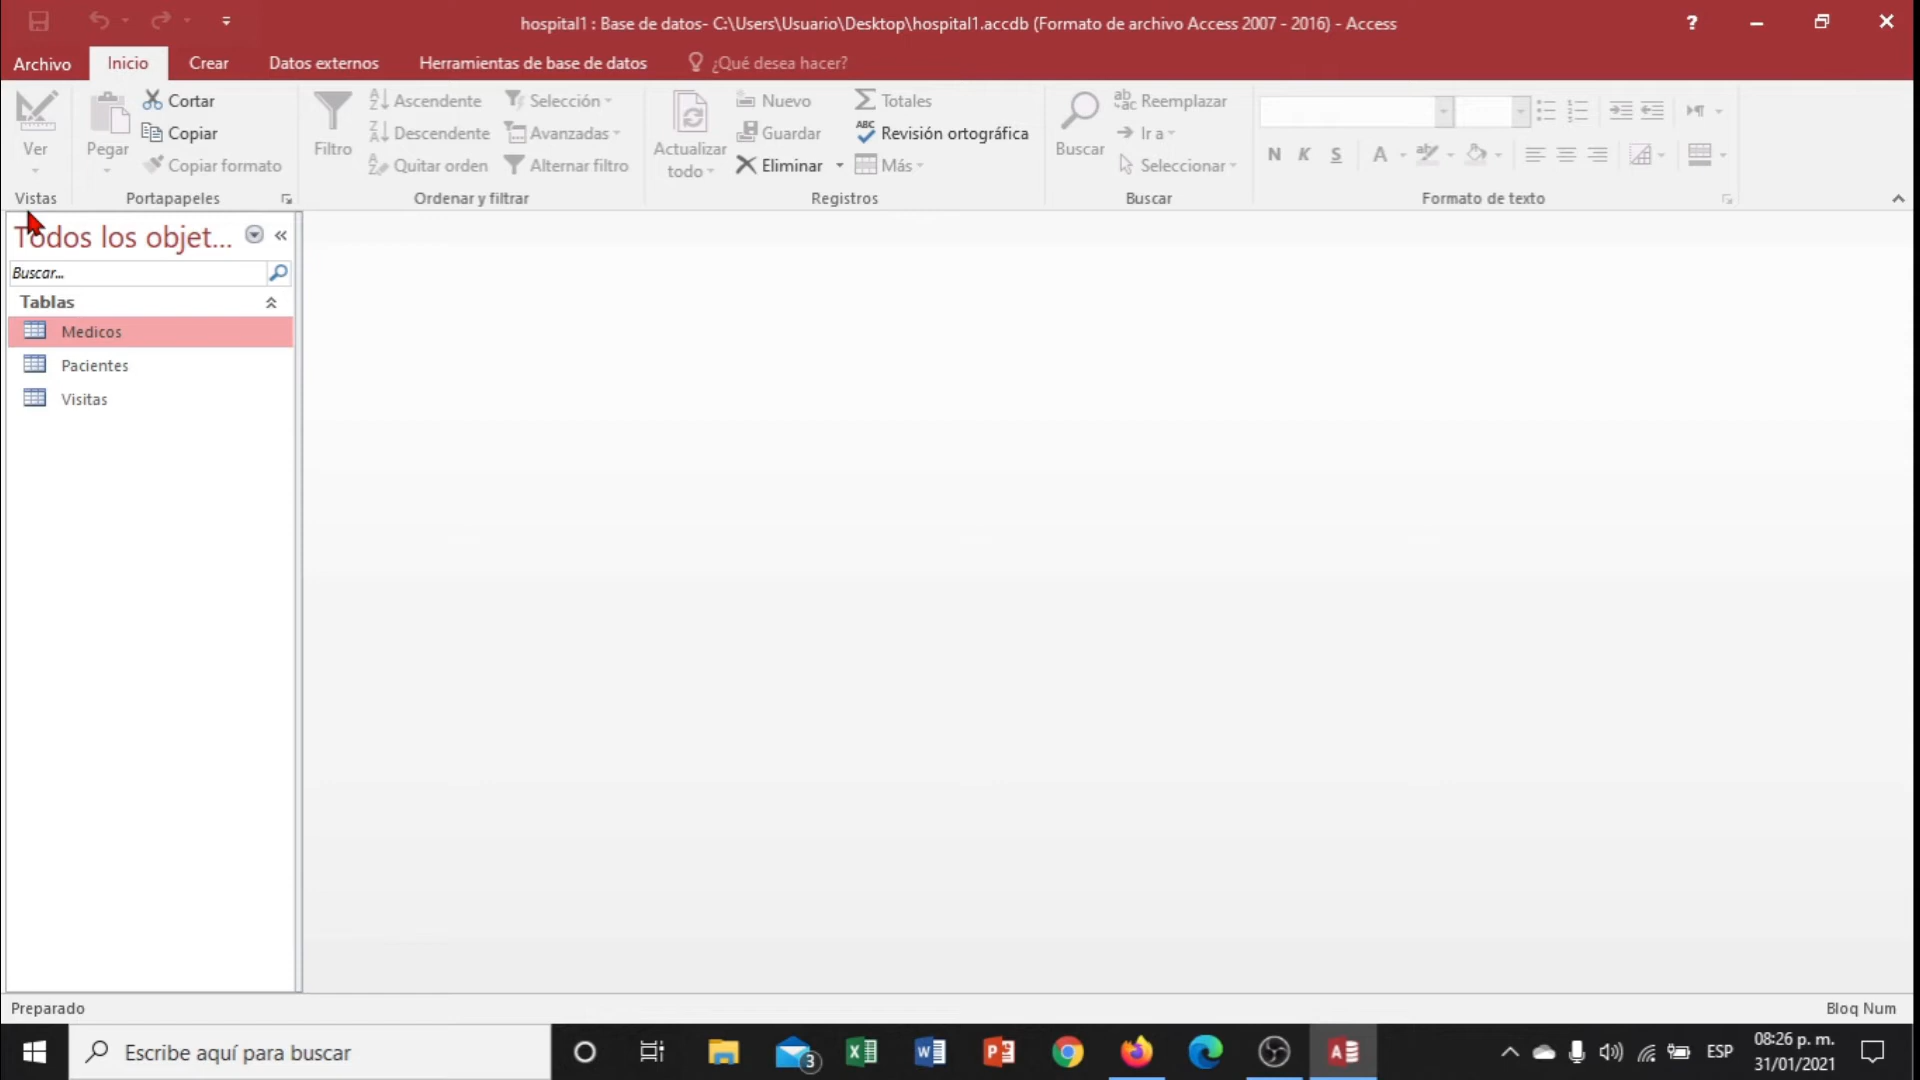 hospital1 : Base de datos- C:\Users\Usuario\Desktop\hospital1.accdb (Formato de archivo Access 2007 - 2016) - Access
?
Archivo Inicio Crear Datos externos Herramientas de base de datos ¿Qué desea hacer?
Cortar Ascendente Selección Nuevo Totales Reemplazar
Copiar Descendente Avanzadas Guardar Revisión ortográfica Ir a
Ver Pegar Filtro Actualizar todo Buscar
Copiar formato Quitar orden Alternar filtro Eliminar Más Seleccionar
N K S A
Vistas Portapapeles Ordenar y filtrar Registros Buscar Formato de texto
Todos los objet...
Buscar...
Tablas
Medicos
Pacientes
Visitas
Preparado
Bloq Num
Escribe aquí para buscar
3
ESP
08:26 p. m.
31/01/2021